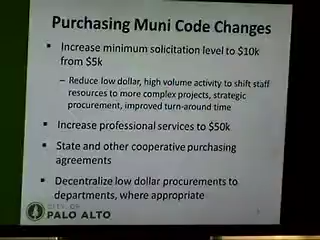 Purchasing Muni Code Changes
▪ Increase minimum solicitation level to $10k
from $5k
– Reduce low dollar, high volume activity to shift staff
resources to more complex projects, strategic
procurement, improved turn-around time
▪ Increase professional services to $50k
▪ State and other cooperative purchasing
agreements
▪ Decentralize low dollar procurements to
departments, where appropriate
CITY OF
PALO ALTO